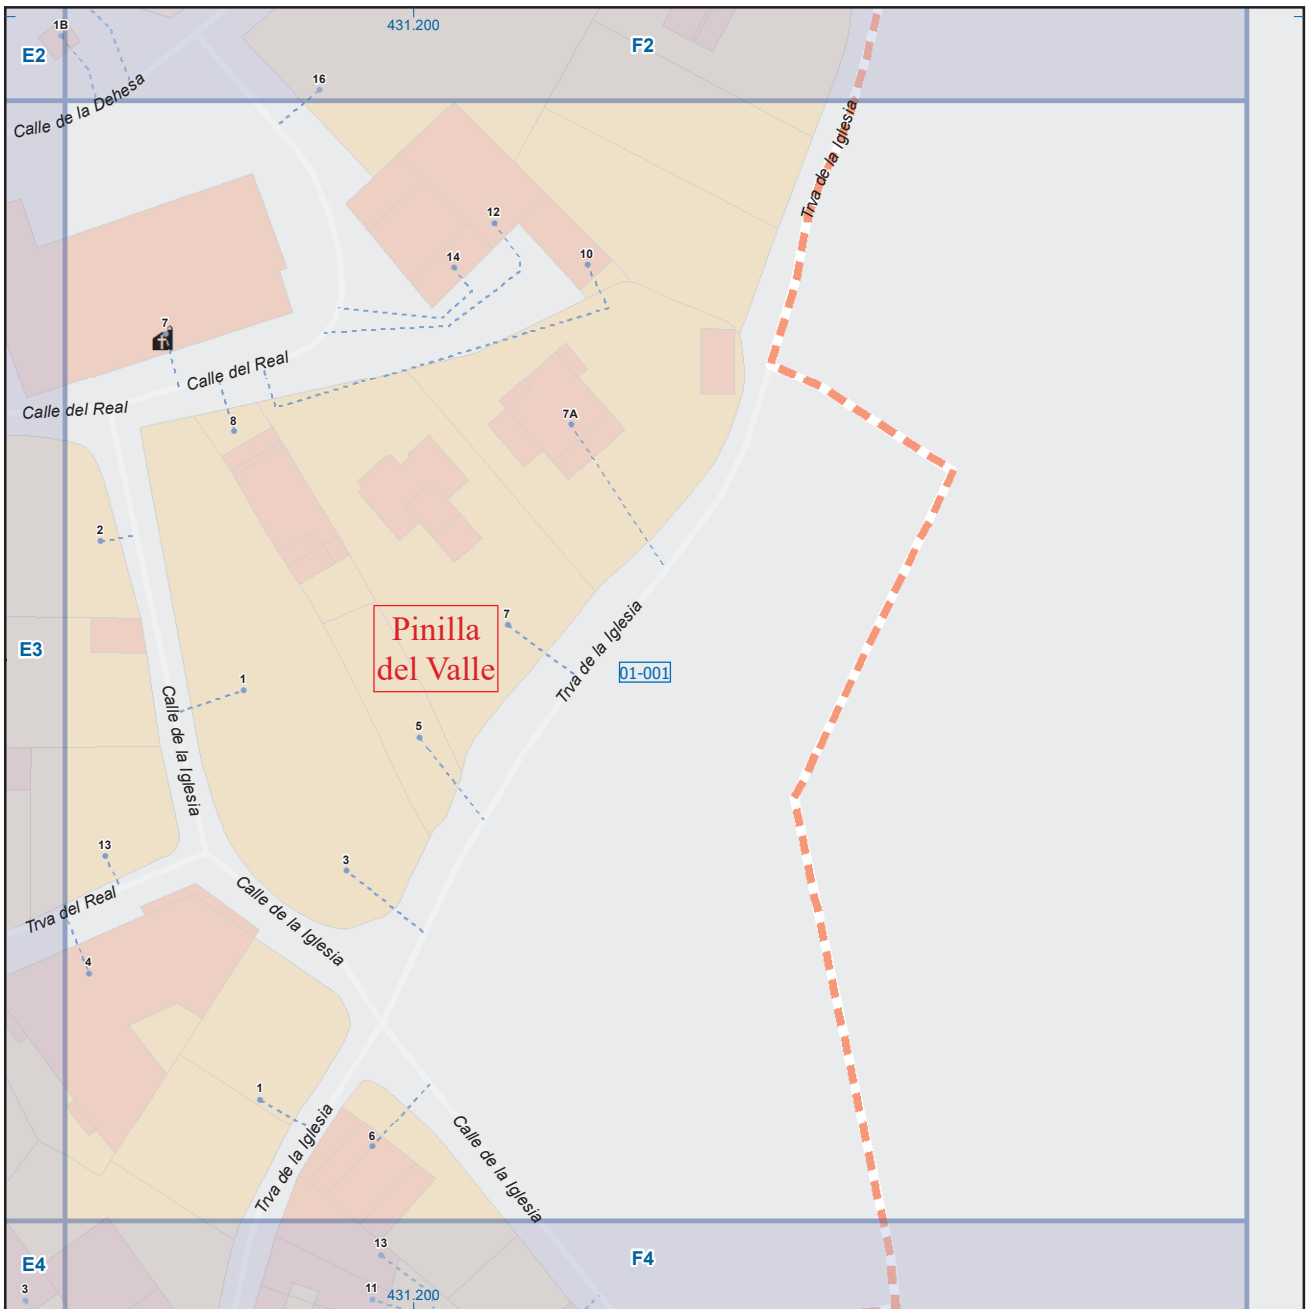 1B
431.200
E2
F2
16
Calle de la Dehesa
Trva de la Iglesia
12
14
10
7
Calle del Real
Calle del Real
7A
8
2
Pinilla
del Valle
7
Trva de la Iglesia
E3
01-001
1
Calle de la Iglesia
5
13
3
Trva del Real
Calle de la Iglesia
4
1
6
Trva de la Iglesia
Calle de la Iglesia
13
E4
F4
3
11
431.200